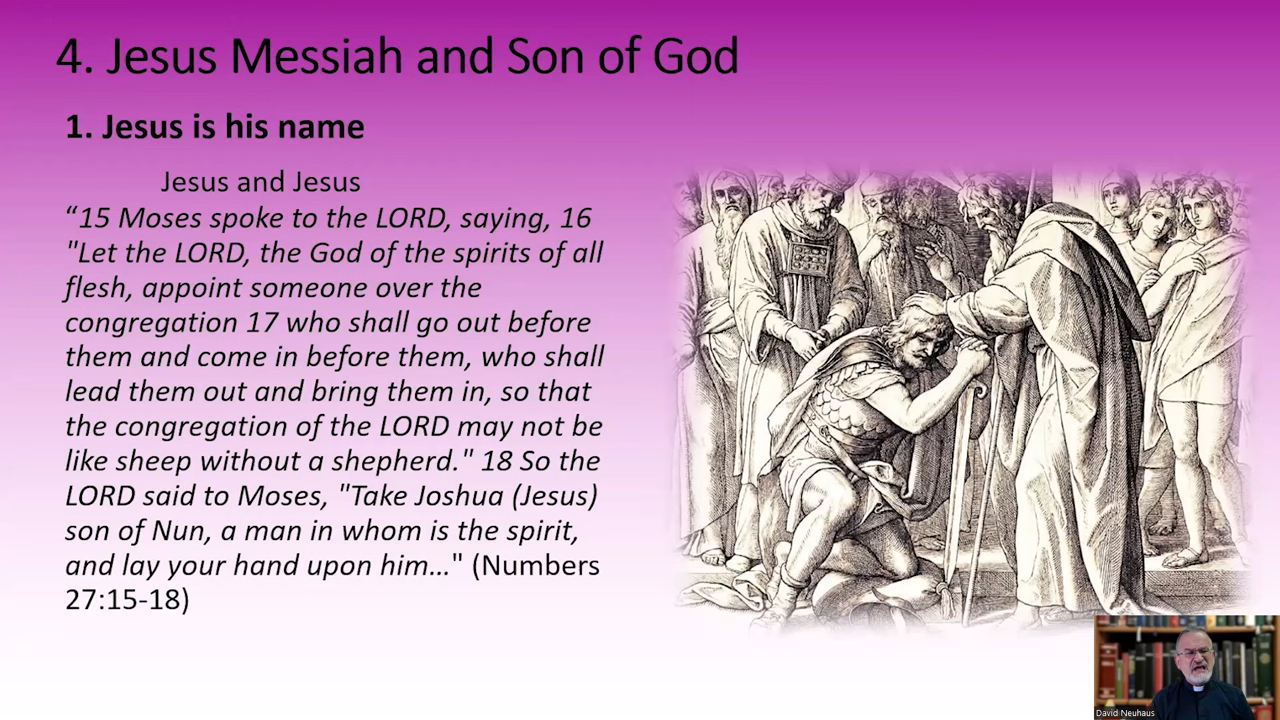 4. Jesus Messiah and Son of God
1. Jesus is his name
Jesus and Jesus
“15 Moses spoke to the LORD, saying, 16
"Let the LORD, the God of the spirits of all
flesh, appoint someone over the
congregation 17 who shall go out before
them and come in before them, who shall
lead them out and bring them in, so that
the congregation of the LORD may not be
like sheep without a shepherd." 18 So the
LORD said to Moses, "Take Joshua (Jesus)
son of Nun, a man in whom is the spirit,
and lay your hand upon him…" (Numbers
27:15-18)
David Neuhaus